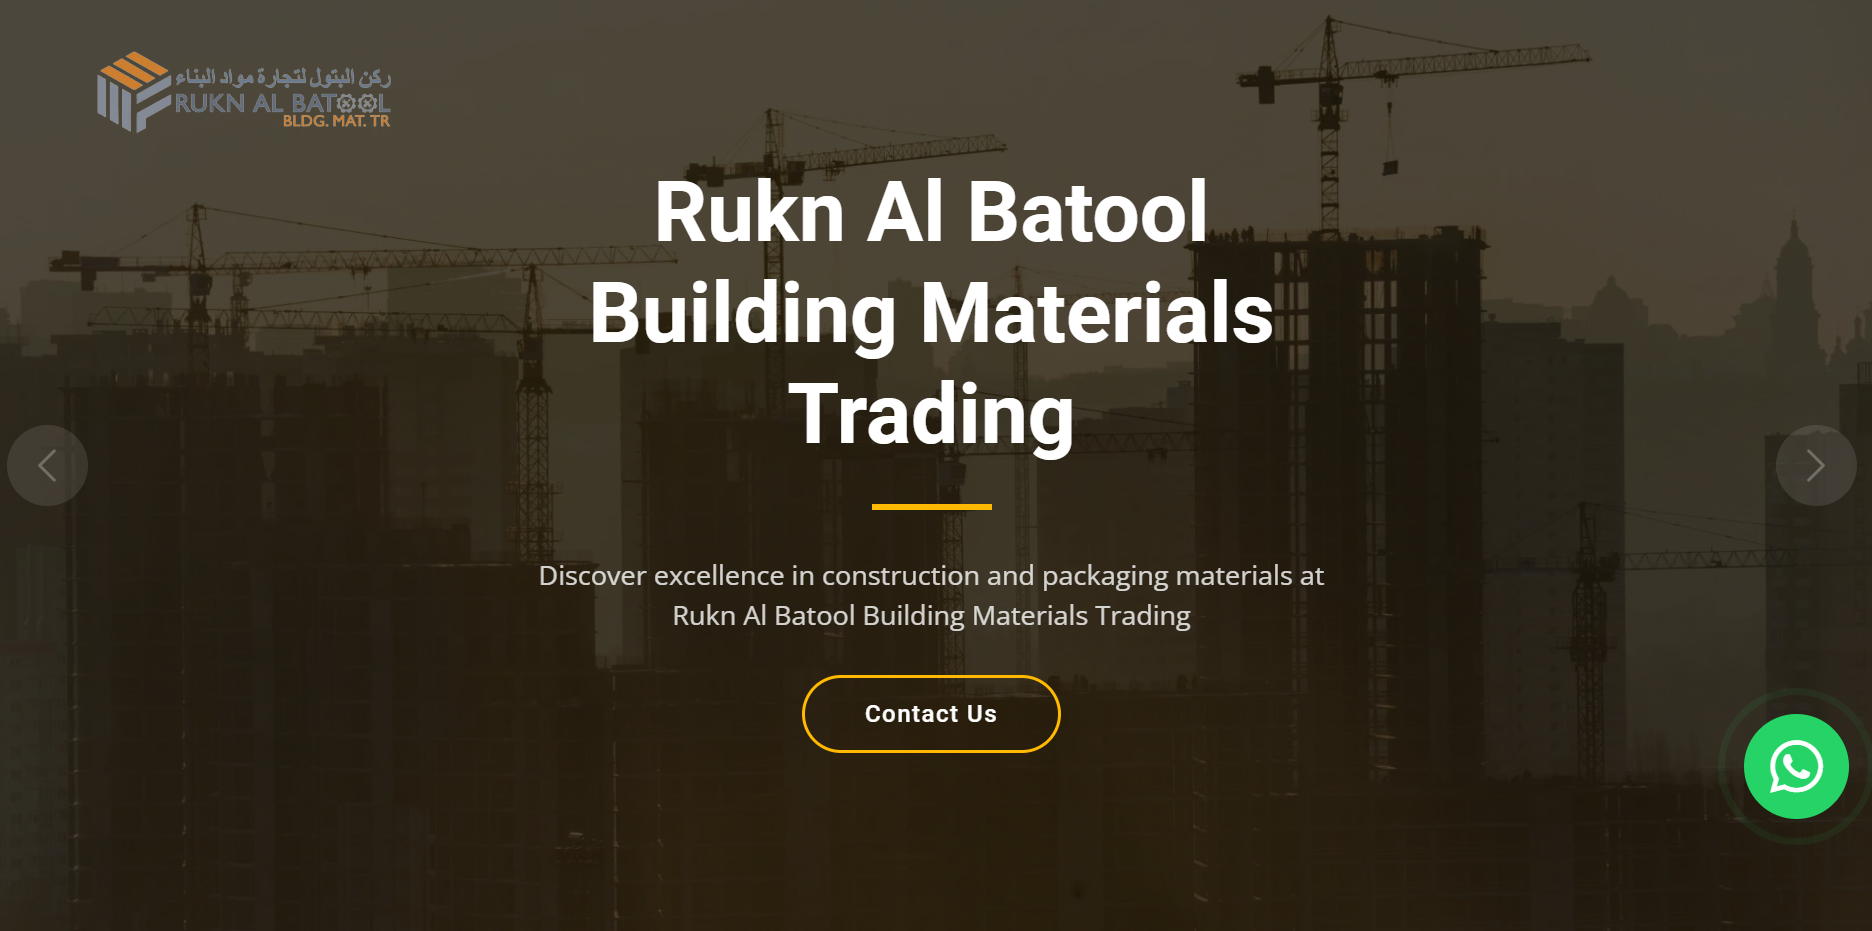 ركن البتول لتجارة مواد البناء
RUKN AL BATOOL
BLDG. MAT. TR
Rukn Al Batool
Building Materials
Trading
Discover excellence in construction and packaging materials at
Rukn Al Batool Building Materials Trading
Contact Us